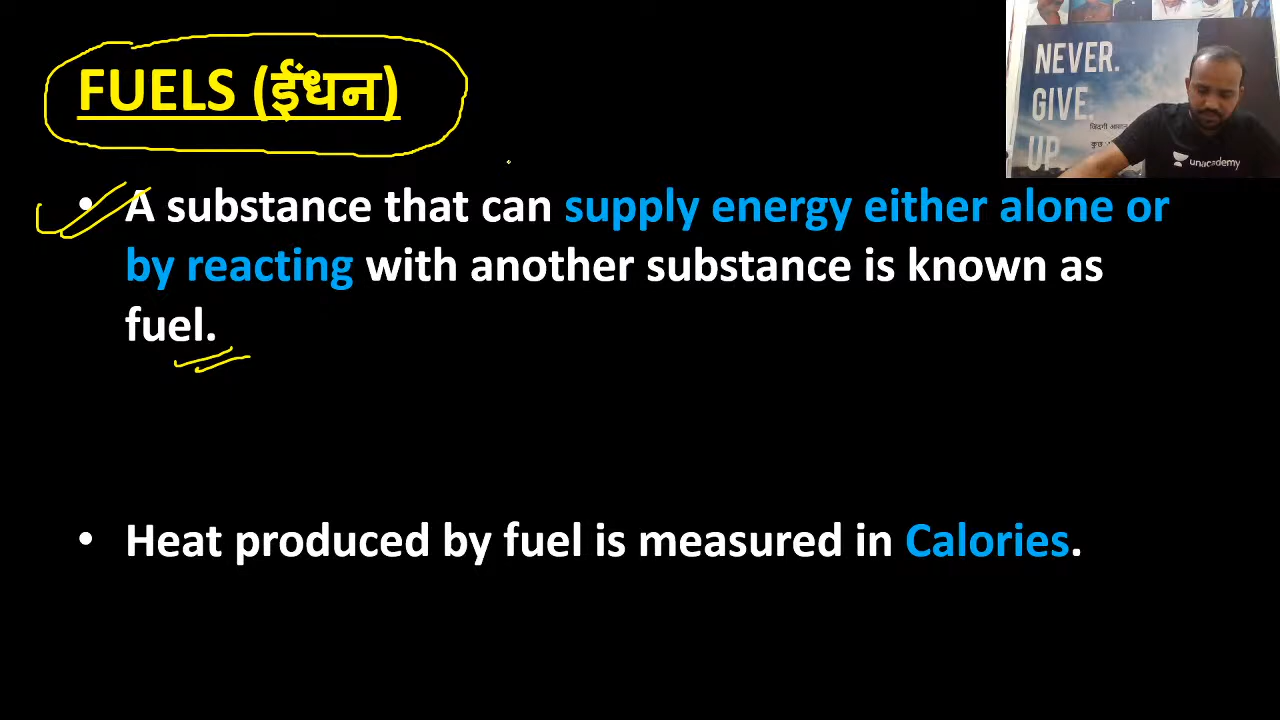 FUELS (ईंधन)
• A substance that can supply energy either alone or
by reacting with another substance is known as
fuel.
• Heat produced by fuel is measured in Calories.
NEVER.
GIVE.
UP.
unacademy